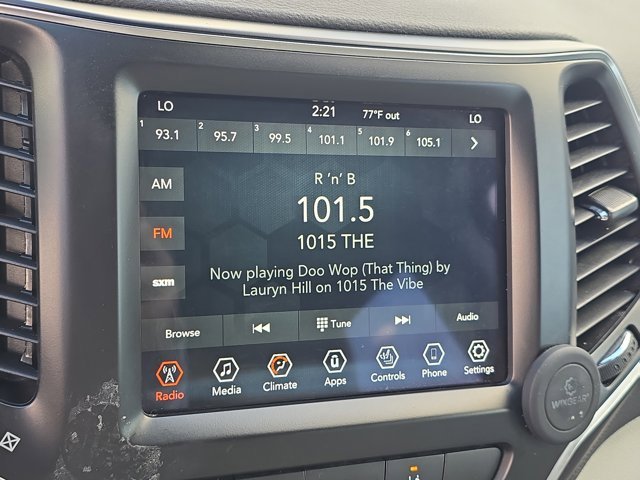 LO 2:21 77°F out LO
1 93.1 2 95.7 3 99.5 4 101.1 5 101.9 6 105.1
AM
R 'n' B
101.5
FM
1015 THE
Now playing Doo Wop (That Thing) by
Lauryn Hill on 1015 The Vibe
sxm
Browse Tune Audio
Radio Media Climate Apps Controls Phone Settings
WIXGEAR